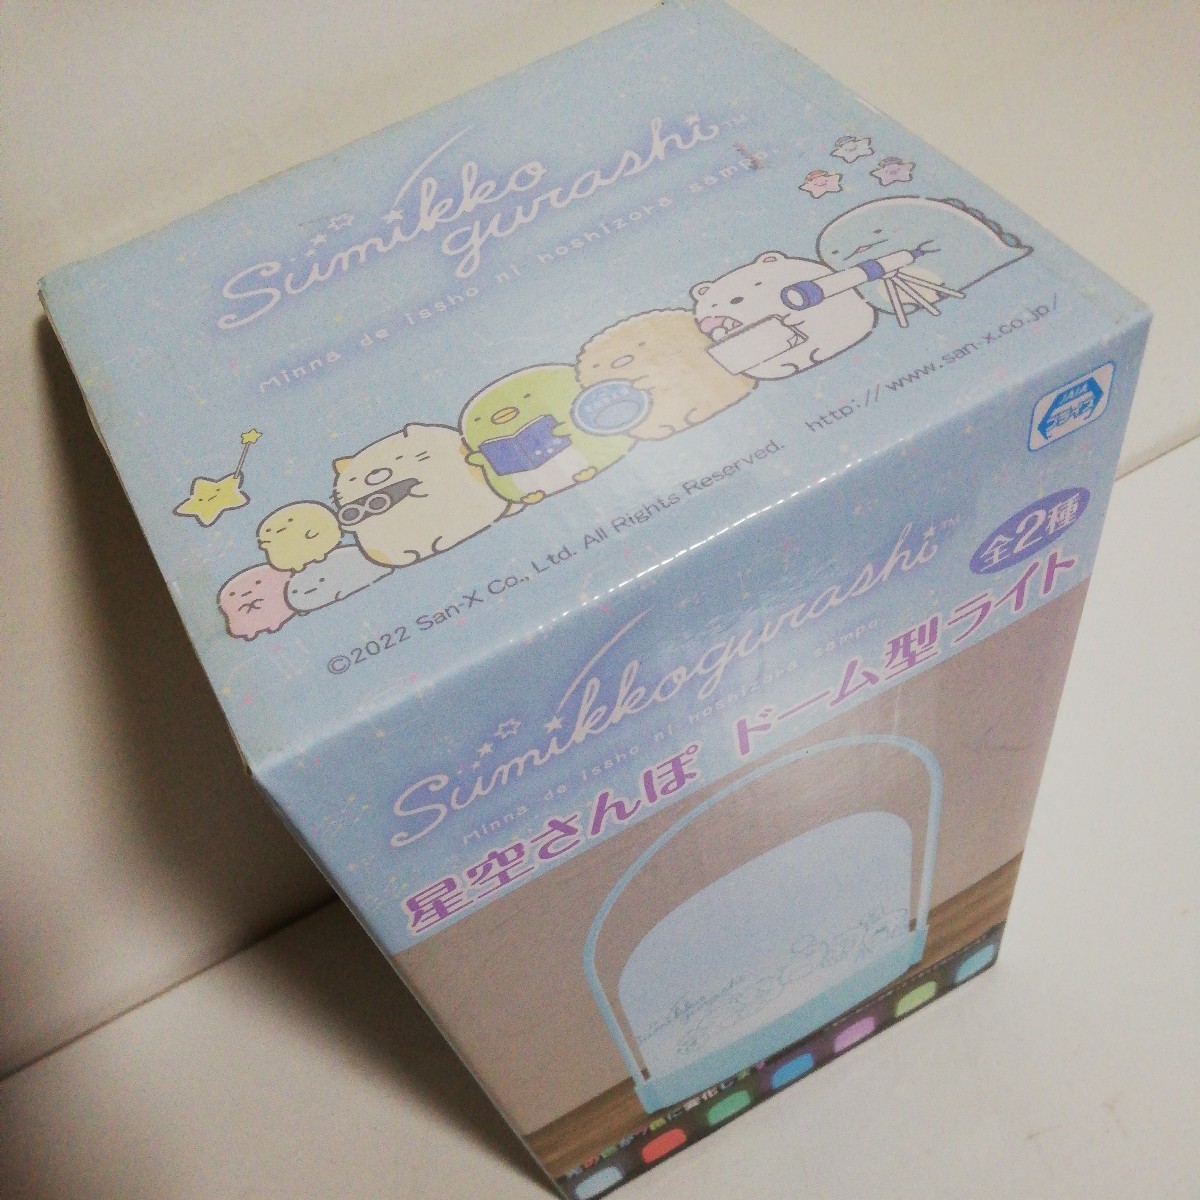 Sumikko
gurashi™
Minna de issho ni hoshizora sampo.
©2022 San-X Co., Ltd. All Rights Reserved. http://www.san-x.co.jp/
全2種
Sumikkogurashi™
Minna de issho ni hoshizora sampo.
星空さんぽ ドーム型ライト